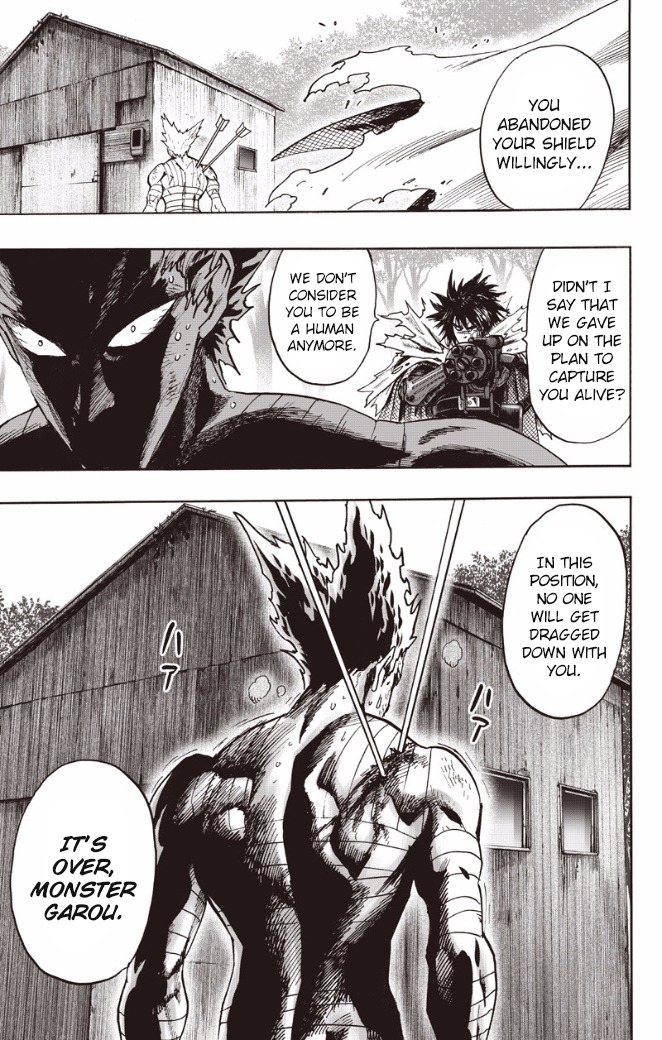 YOU
ABANDONED
YOUR SHIELD
WILLINGLY...
DIDN'T I
SAY THAT
WE GAVE
UP ON THE
PLAN TO
CAPTURE
YOU ALIVE?
WE DON'T
CONSIDER
YOU TO BE
A HUMAN
ANYMORE.
IN THIS
POSITION,
NO ONE
WILL GET
DRAGGED
DOWN WITH
YOU.
ハァ
ハァ
IT'S
OVER,
MONSTER
GAROU.